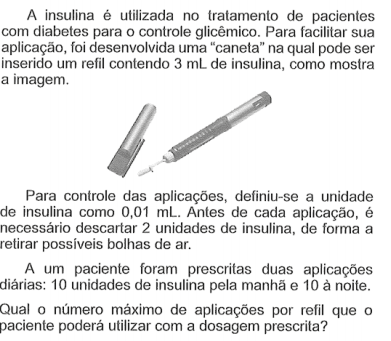 A insulina é utilizada no tratamento de pacientes
com diabetes para o controle glicêmico. Para facilitar sua
aplicação, foi desenvolvida uma “caneta” na qual pode ser
inserido um refil contendo 3 mL de insulina, como mostra
a imagem.
Para controle das aplicações, definiu-se a unidade
de insulina como 0,01 mL. Antes de cada aplicação, é
necessário descartar 2 unidades de insulina, de forma a
retirar possíveis bolhas de ar.
A um paciente foram prescritas duas aplicações
diárias: 10 unidades de insulina pela manhã e 10 à noite.
Qual o número máximo de aplicações por refil que o
paciente poderá utilizar com a dosagem prescrita?